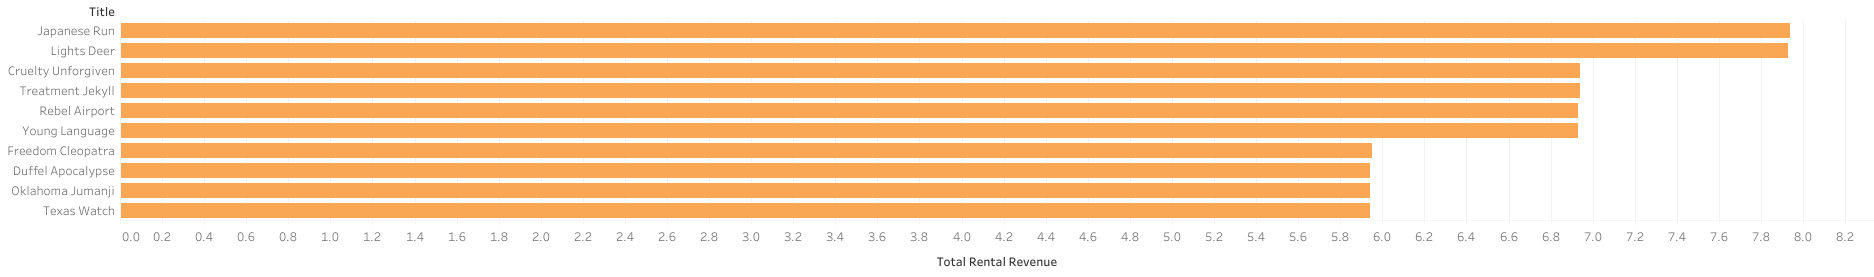 Title
Japanese Run
Lights Deer
Cruelty Unforgiven
Treatment Jekyll
Rebel Airport
Young Language
Freedom Cleopatra
Duffel Apocalypse
Oklahoma Jumanji
Texas Watch
0.0 0.2 0.4 0.6 0.8 1.0 1.2 1.4 1.6 1.8 2.0 2.2 2.4 2.6 2.8 3.0 3.2 3.4 3.6 3.8 4.0 4.2 4.4 4.6 4.8 5.0 5.2 5.4 5.6 5.8 6.0 6.2 6.4 6.6 6.8 7.0 7.2 7.4 7.6 7.8 8.0 8.2
Total Rental Revenue